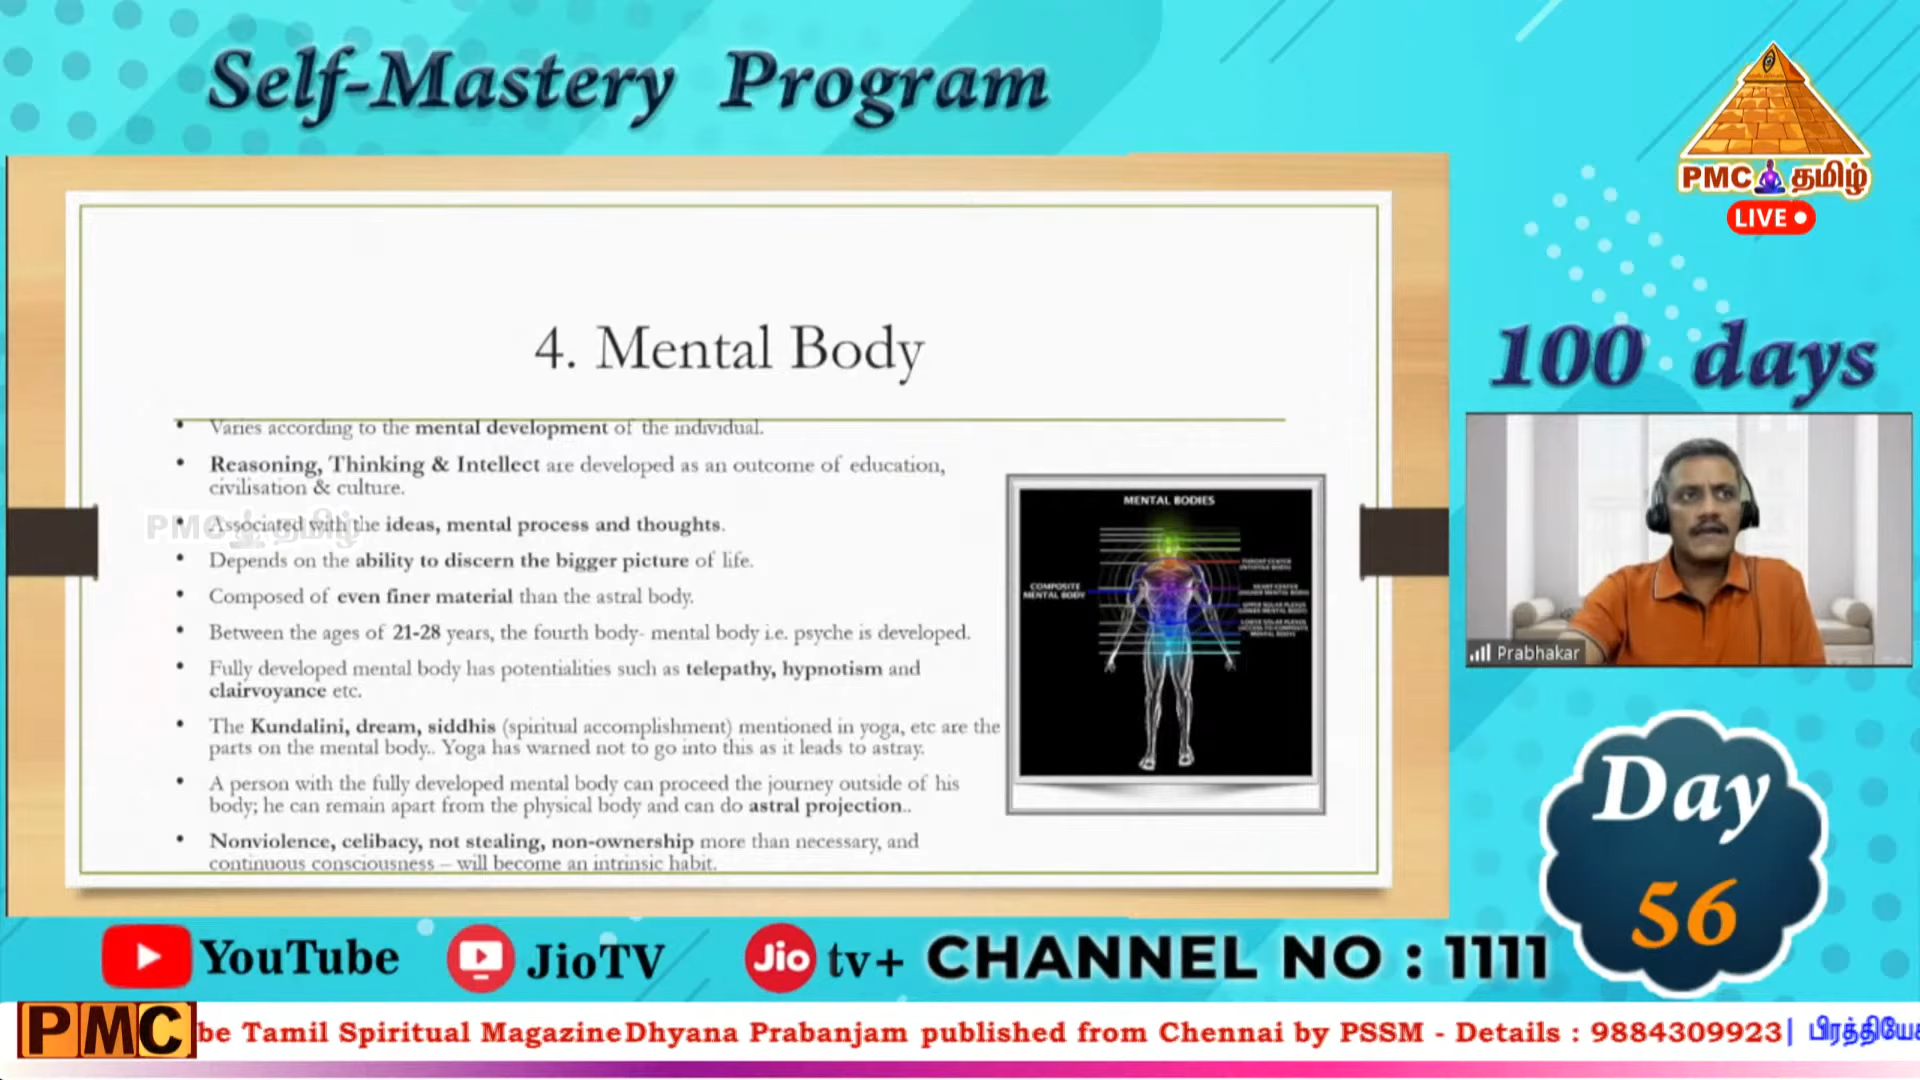 Self-Mastery Program
PMC தமிழ்
LIVE
4. Mental Body
• Varies according to the mental development of the individual.
• Reasoning, Thinking & Intellect are developed as an outcome of education,
civilisation & culture.
• Associated with the ideas, mental process and thoughts.
• Depends on the ability to discern the bigger picture of life.
• Composed of even finer material than the astral body.
• Between the ages of 21-28 years, the fourth body- mental body i.e. psyche is developed.
• Fully developed mental body has potentialities such as telepathy, hypnotism and
clairvoyance etc.
• The Kundalini, dream, siddhis (spiritual accomplishment) mentioned in yoga, etc are the
parts on the mental body.. Yoga has warned not to go into this as it leads to astray.
• A person with the fully developed mental body can proceed the journey outside of his
body; he can remain apart from the physical body and can do astral projection..
• Nonviolence, celibacy, not stealing, non-ownership more than necessary, and
continuous consciousness – will become an intrinsic habit.
PMC தமிழ்
MENTAL BODIES
COMPOSITE
MENTAL BODY
100 days
Prabhakar
Day
56
YouTube
JioTV
Jio tv+
CHANNEL NO : 1111
PMC
be Tamil Spiritual Magazine Dhyana Prabanjam published from Chennai by PSSM - Details : 9884309923 | பிரத்தியே